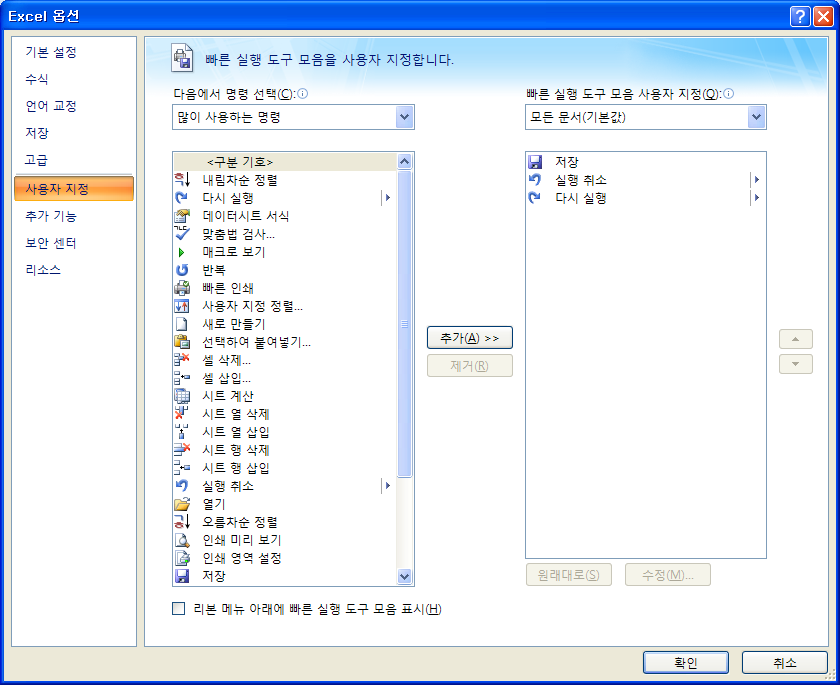 Excel 옵션
기본 설정
수식
언어 교정
저장
고급
사용자 지정
추가 기능
보안 센터
리소스
빠른 실행 도구 모음을 사용자 지정합니다.
다음에서 명령 선택(C):
많이 사용하는 명령
<구분 기호>
내림차순 정렬
다시 실행
데이터시트 서식
맞춤법 검사...
매크로 보기
반복
빠른 인쇄
사용자 지정 정렬...
새로 만들기
선택하여 붙여넣기...
셀 삭제...
셀 삽입...
시트 계산
시트 열 삭제
시트 열 삽입
시트 행 삭제
시트 행 삽입
실행 취소
열기
오름차순 정렬
인쇄 미리 보기
인쇄 영역 설정
저장
리본 메뉴 아래에 빠른 실행 도구 모음 표시(H)
추가(A) >>
제거(R)
빠른 실행 도구 모음 사용자 지정(Q):
모든 문서(기본값)
저장
실행 취소
다시 실행
원래대로(S)
수정(M)...
확인
취소